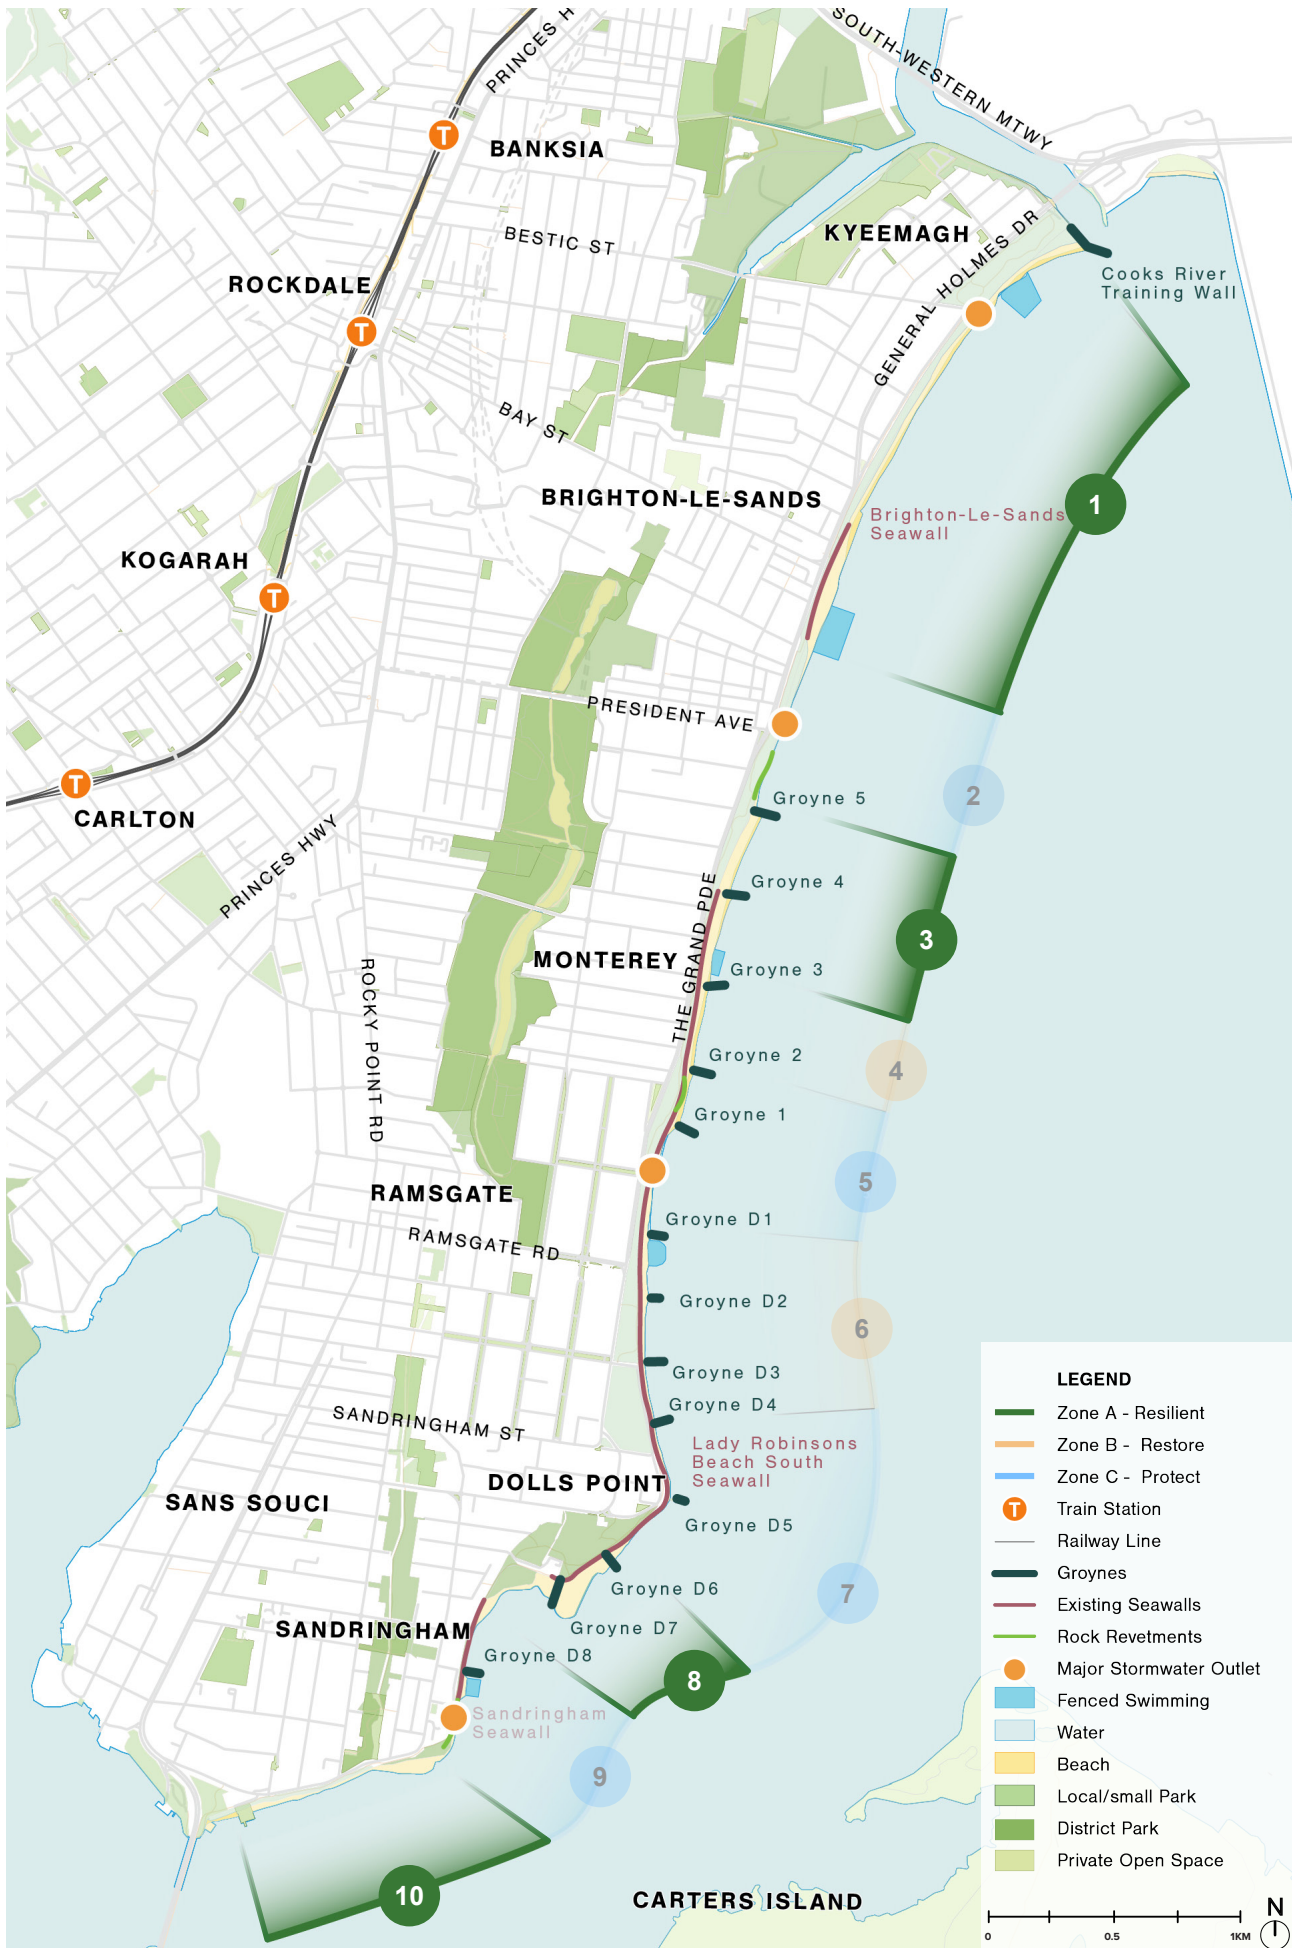 SOUTH-WESTERN MTWY
PRINCES H
T
BANKSIA
KYEEMAGH
BESTIC ST
GENERAL HOLMES DR
Cooks River
Training Wall
ROCKDALE
T
BAY ST
BRIGHTON-LE-SANDS
1
Brighton-Le-Sands
Seawall
KOGARAH
T
PRESIDENT AVE
T
CARLTON
2
Groyne 5
PRINCES HWY
Groyne 4
THE GRAND PDE
3
MONTEREY
Groyne 3
ROCKY POINT RD
Groyne 2
4
Groyne 1
5
RAMSGATE
Groyne D1
RAMSGATE RD
Groyne D2
6
Groyne D3
Groyne D4
SANDRINGHAM ST
Lady Robinsons
Beach South
Seawall
DOLLS POINT
SANS SOUCI
Groyne D5
Groyne D6
7
Groyne D7
SANDRINGHAM
Groyne D8
8
Sandringham
Seawall
9
10
CARTERS ISLAND
LEGEND
Zone A - Resilient
Zone B - Restore
Zone C - Protect
T Train Station
Railway Line
Groynes
Existing Seawalls
Rock Revetments
Major Stormwater Outlet
Fenced Swimming
Water
Beach
Local/small Park
District Park
Private Open Space
N
0 0.5 1KM